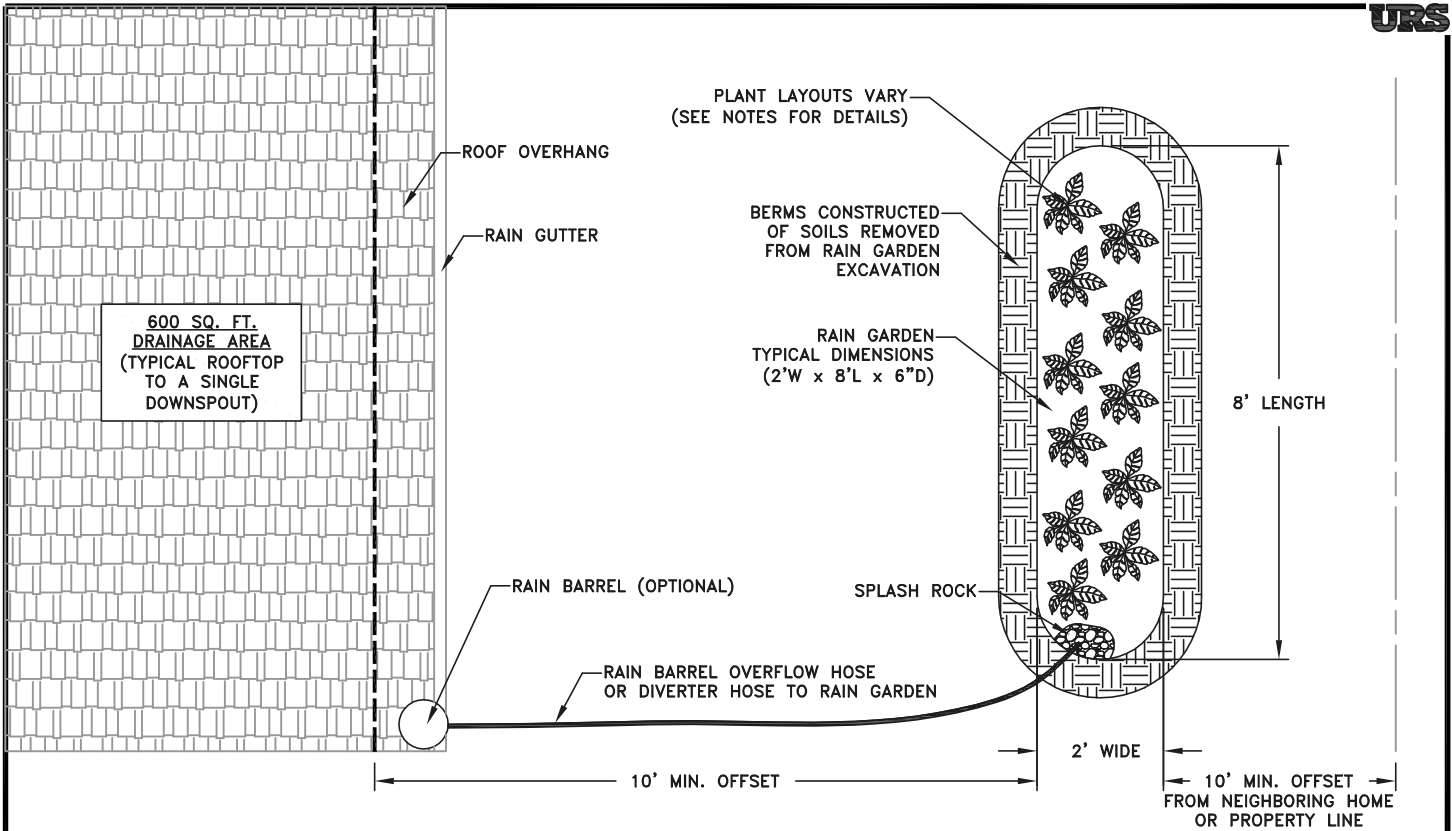 URS
PLANT LAYOUTS VARY
(SEE NOTES FOR DETAILS)
ROOF OVERHANG
BERMS CONSTRUCTED
OF SOILS REMOVED
FROM RAIN GARDEN
EXCAVATION
RAIN GUTTER
600 SQ. FT.
DRAINAGE AREA
(TYPICAL ROOFTOP
TO A SINGLE
DOWNSPOUT)
RAIN GARDEN
TYPICAL DIMENSIONS
(2'W x 8'L x 6"D)
8' LENGTH
RAIN BARREL (OPTIONAL)
SPLASH ROCK
RAIN BARREL OVERFLOW HOSE
OR DIVERTER HOSE TO RAIN GARDEN
2' WIDE
10' MIN. OFFSET
10' MIN. OFFSET
FROM NEIGHBORING HOME
OR PROPERTY LINE